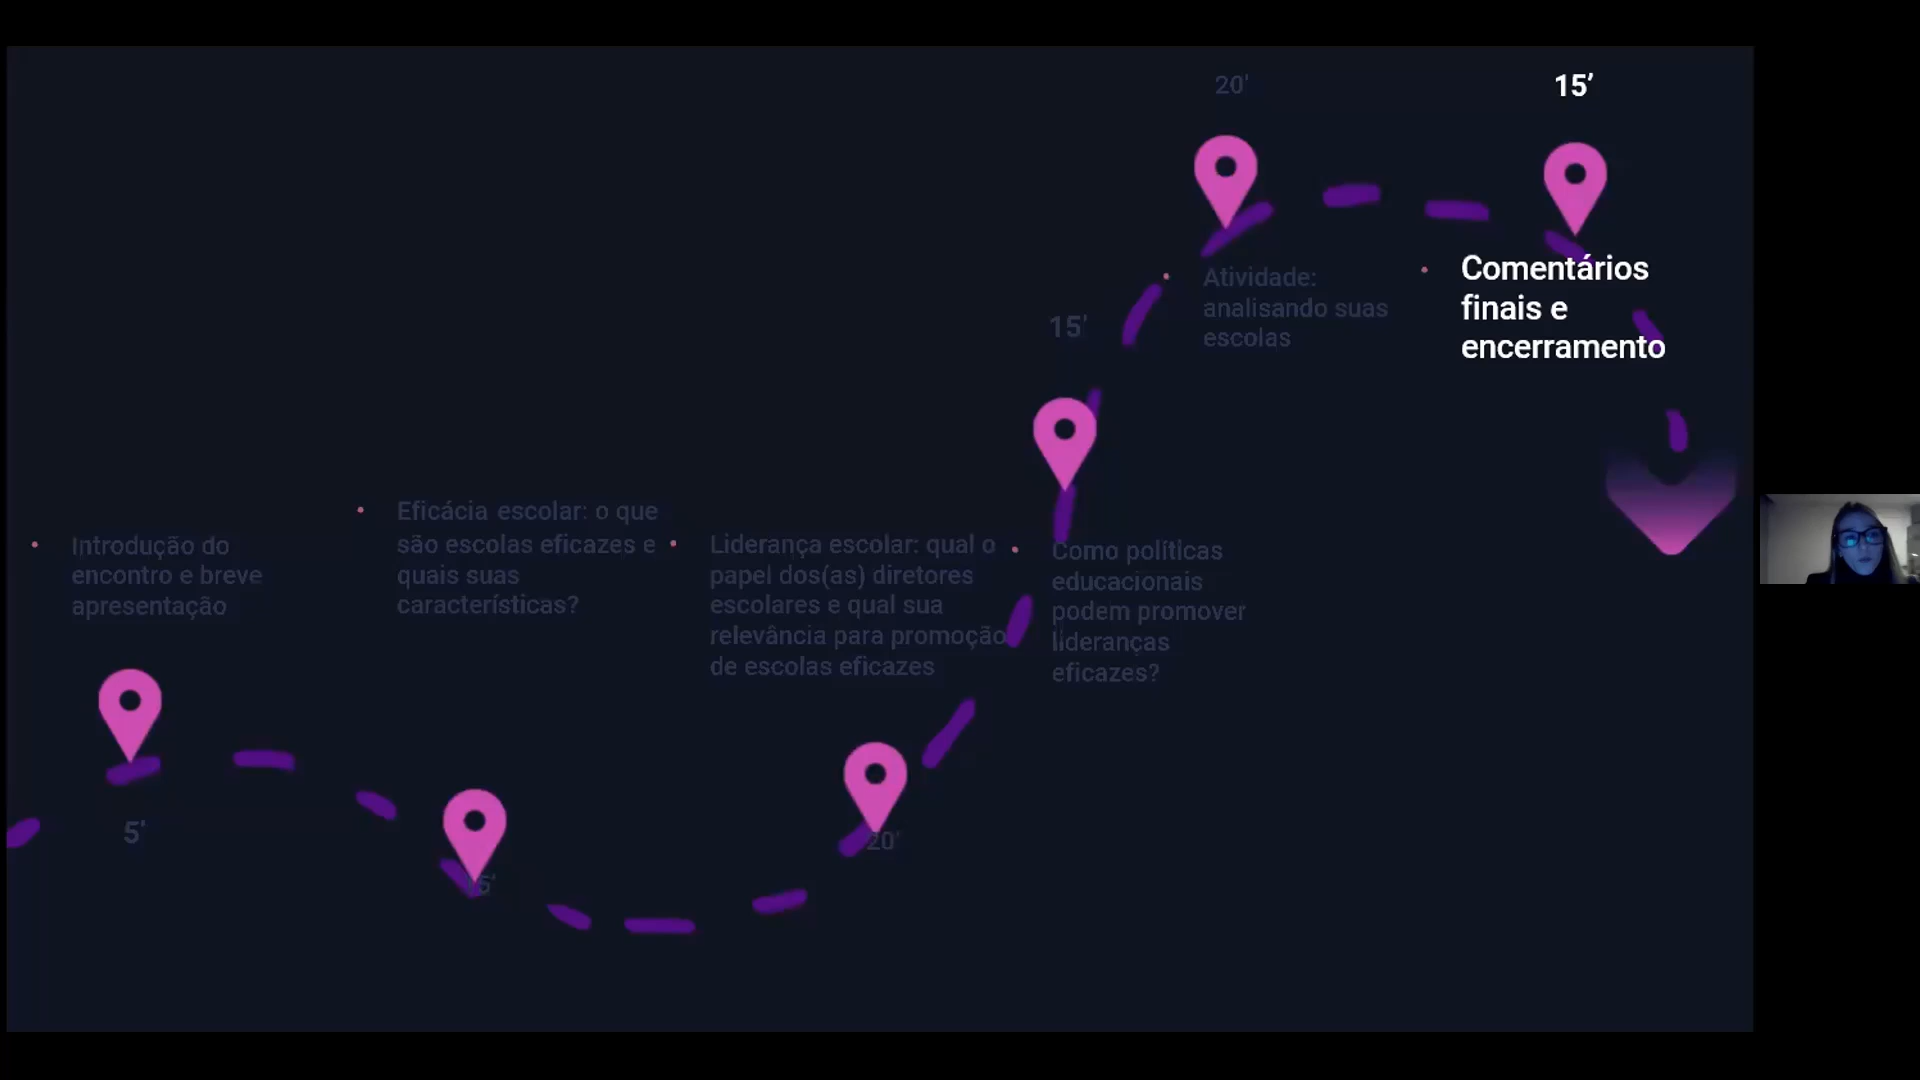 Introdução do
encontro e breve
apresentação
5'
Eficácia escolar: o que
são escolas eficazes e
quais suas
características?
15'
Liderança escolar: qual o
papel dos(as) diretores
escolares e qual sua
relevância para promoção
de escolas eficazes
20'
15'
Como políticas
educacionais
podem promover
lideranças
eficazes?
20'
Atividade:
analisando suas
escolas
15’
Comentários
finais e
encerramento